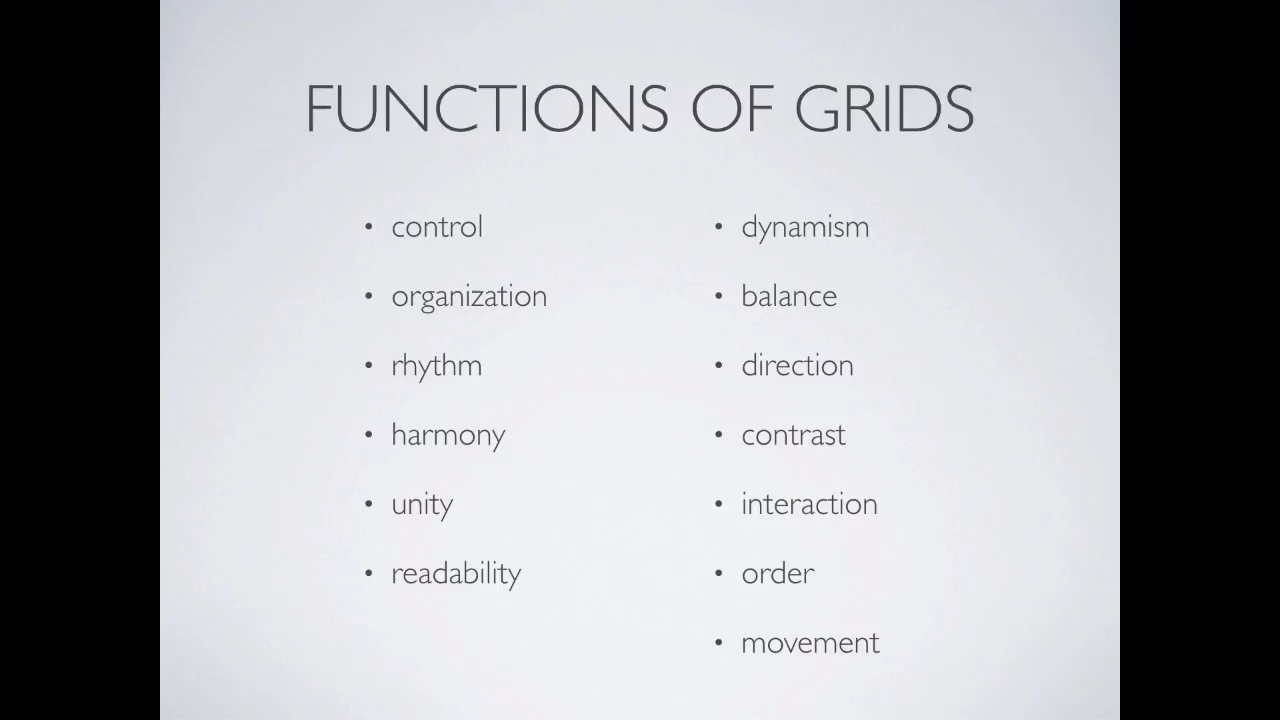 FUNCTIONS OF GRIDS
• control
• organization
• rhythm
• harmony
• unity
• readability
• dynamism
• balance
• direction
• contrast
• interaction
• order
• movement